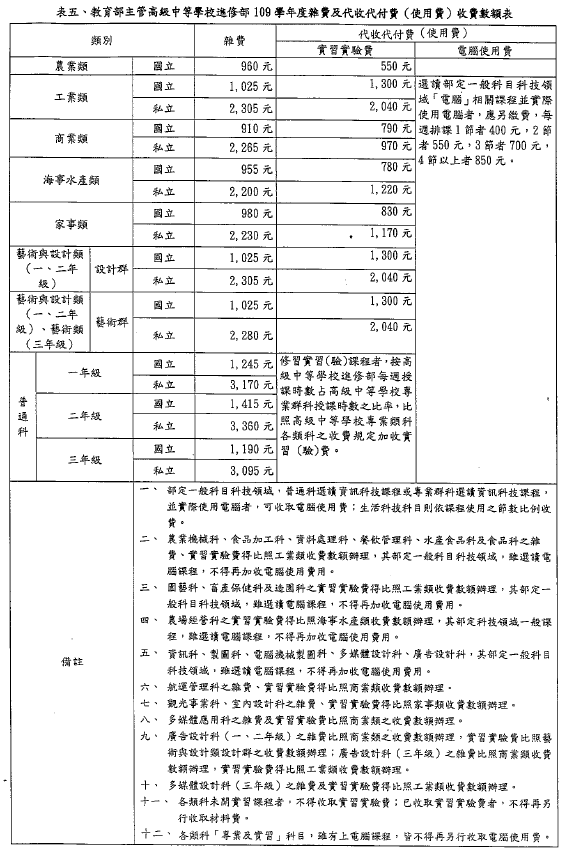 表五、教育部主管高級中等學校進修部 109 學年度雜費及代收代付費（使用費）收費數額表
類別 雜費 代收代付費（使用費）
實習實驗費 電腦使用費
農業類 國立 960 元 550 元
工業類 國立 1,025 元 1,300 元
私立 2,305 元 2,040 元
商業類 國立 910 元 790 元
私立 2,265 元 970 元
海事水產類 國立 955 元 780 元
私立 2,200 元 1,220 元
家事類 國立 980 元 830 元
私立 2,230 元 1,170 元
選讀部定一般科目科技領
域「電腦」相關課程並實際
使用電腦者，應另繳費，每
週排課 1 節者 400 元，2 節
者 550 元，3 節者 700 元，
4 節以上者 850 元。
藝術與設計類
（一、二年
級）
設計群 國立 1,025 元 1,300 元
私立 2,305 元 2,040 元
藝術與設計類
（一、二年
級）、藝術類
（三年級）
藝術群 國立 1,025 元 1,300 元
私立 2,280 元 2,040 元
普通科
一年級 國立 1,245 元
私立 3,170 元
二年級 國立 1,415 元
私立 3,360 元
三年級 國立 1,190 元
私立 3,095 元
修習實習(驗)課程者，按高
級中等學校進修部每週授
課時數占高級中等學校專
業群科授課時數之比率，比
照高級中等學校專業類科
各類科之收費規定加收實
習（驗)費。
備註
一、 部定一般科目科技領域，普通科選讀資訊科技課程或專業群科選讀資訊科技課程，
並實際使用電腦者，可收取電腦使用費；生活科技科目則依課程使用之節數比例收
費。
二、 農業機械科、食品加工科、資料處理科、餐飲管理科、水產食品科及食品科之雜
費、實習實驗費得比照工業類收費數額辦理，其部定一般科目科技領域，雖選讀電
腦課程，不得再加收電腦使用費用。
三、 園藝科、畜產保健科及造園科之實習實驗費得比照工業類收費數額辦理，其部定一
般科目科技領域，雖選讀電腦課程，不得再加收電腦使用費用。
四、 農場經營科之實習實驗費得比照海事水產類收費數額辦理，其部定科技領域一般課
程，雖選讀電腦課程，不得再加收電腦使用費用。
五、 資訊科、製圖科、電腦機械製圖科、多媒體設計科、廣告設計科，其部定一般科目
科技領域，雖選讀電腦課程，不得再加收電腦使用費用。
六、 航運管理科之雜費、實習實驗費得比照商業類收費數額辦理。
七、 觀光事業科、室內設計科之雜費、實習實驗費得比照家事類收費數額辦理。
八、 多媒體應用科之雜費及實習實驗費比照商業類之收費數額辦理。
九、 廣告設計科（一、二年級）之雜費比照商業類之收費數額辦理，實習實驗費比照藝
術與設計類設計群之收費數額辦理；廣告設計科（三年級）之雜費比照商業類收費
數額辦理，實習實驗費得比照工業類收費數額辦理。
十、 多媒體設計科（三年級）之雜費及實習實驗費得比照工業類收費數額辦理。
十一、 各類科未開實習課程者，不得收取實習實驗費；已收取實習實驗費者，不得再另
行收取材料費。
十二、 各類科「專業及實習」科目，雖有上電腦課程，皆不得再另行收取電腦使用費。